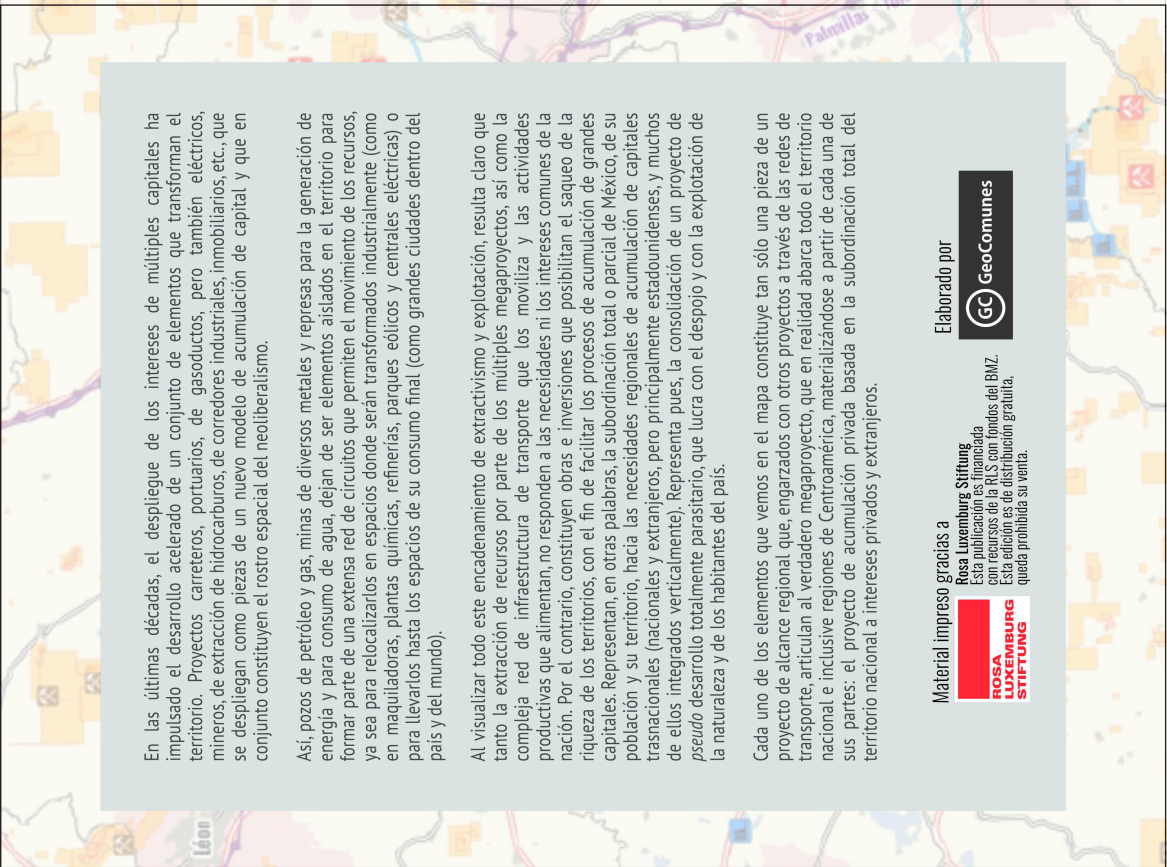 En las últimas décadas, el despliegue de los intereses de múltiples capitales ha
impulsado el desarrollo acelerado de un conjunto de elementos que transforman el
territorio. Proyectos carreteros, portuarios, de gasoductos, pero también eléctricos,
mineros, de extracción de hidrocarburos, de corredores industriales, inmobiliarios, etc., que
se despliegan como piezas de un nuevo modelo de acumulación de capital y que en
conjunto constituyen el rostro espacial del neoliberalismo.
Así, pozos de petróleo y gas, minas de diversos metales y represas para la generación de
energía y para consumo de agua, dejan de ser elementos aislados en el territorio para
formar parte de una extensa red de circuitos que permiten el movimiento de los recursos,
ya sea para relocalizarlos en espacios donde serán transformados industrialmente (como
en maquiladoras, plantas químicas, refinerías, parques eólicos y centrales eléctricas) o
para llevarlos hasta los espacios de su consumo final (como grandes ciudades dentro del
país y del mundo).
Al visualizar todo este encadenamiento de extractivismo y explotación, resulta claro que
tanto la extracción de recursos por parte de los múltiples megaproyectos, así como la
compleja red de infraestructura de transporte que los moviliza y las actividades
productivas que alimentan, no responden a las necesidades ni los intereses comunes de la
nación. Por el contrario, constituyen obras e inversiones que posibilitan el saqueo de la
riqueza de los territorios, con el fin de facilitar los procesos de acumulación de grandes
capitales. Representan, en otras palabras, la subordinación total o parcial de México, de su
población y su territorio, hacia las necesidades regionales de acumulación de capitales
trasnacionales (nacionales y extranjeros, pero principalmente estadounidenses, y muchos
de ellos integrados verticalmente). Representa pues, la consolidación de un proyecto de
pseudo desarrollo totalmente parasitario, que lucra con el despojo y con la explotación de
la naturaleza y de los habitantes del país.
Cada uno de los elementos que vemos en el mapa constituye tan sólo una pieza de un
proyecto de alcance regional que, engarzados con otros proyectos a través de las redes de
transporte, articulan al verdadero megaproyecto, que en realidad abarca todo el territorio
nacional e inclusive regiones de Centroamérica, materializándose a partir de cada una de
sus partes: el proyecto de acumulación privada basada en la subordinación total del
territorio nacional a intereses privados y extranjeros.
Material impreso gracias a
ROSA
LUXEMBURG
STIFTUNG
Rosa Luxemburg Stiftung
Esta publicación es financiada
con recursos de la RLS con fondos del BMZ.
Esta edición es de distribución gratuita,
queda prohibida su venta.
Elaborado por
GC GeoComunes
Palmillas
Léon